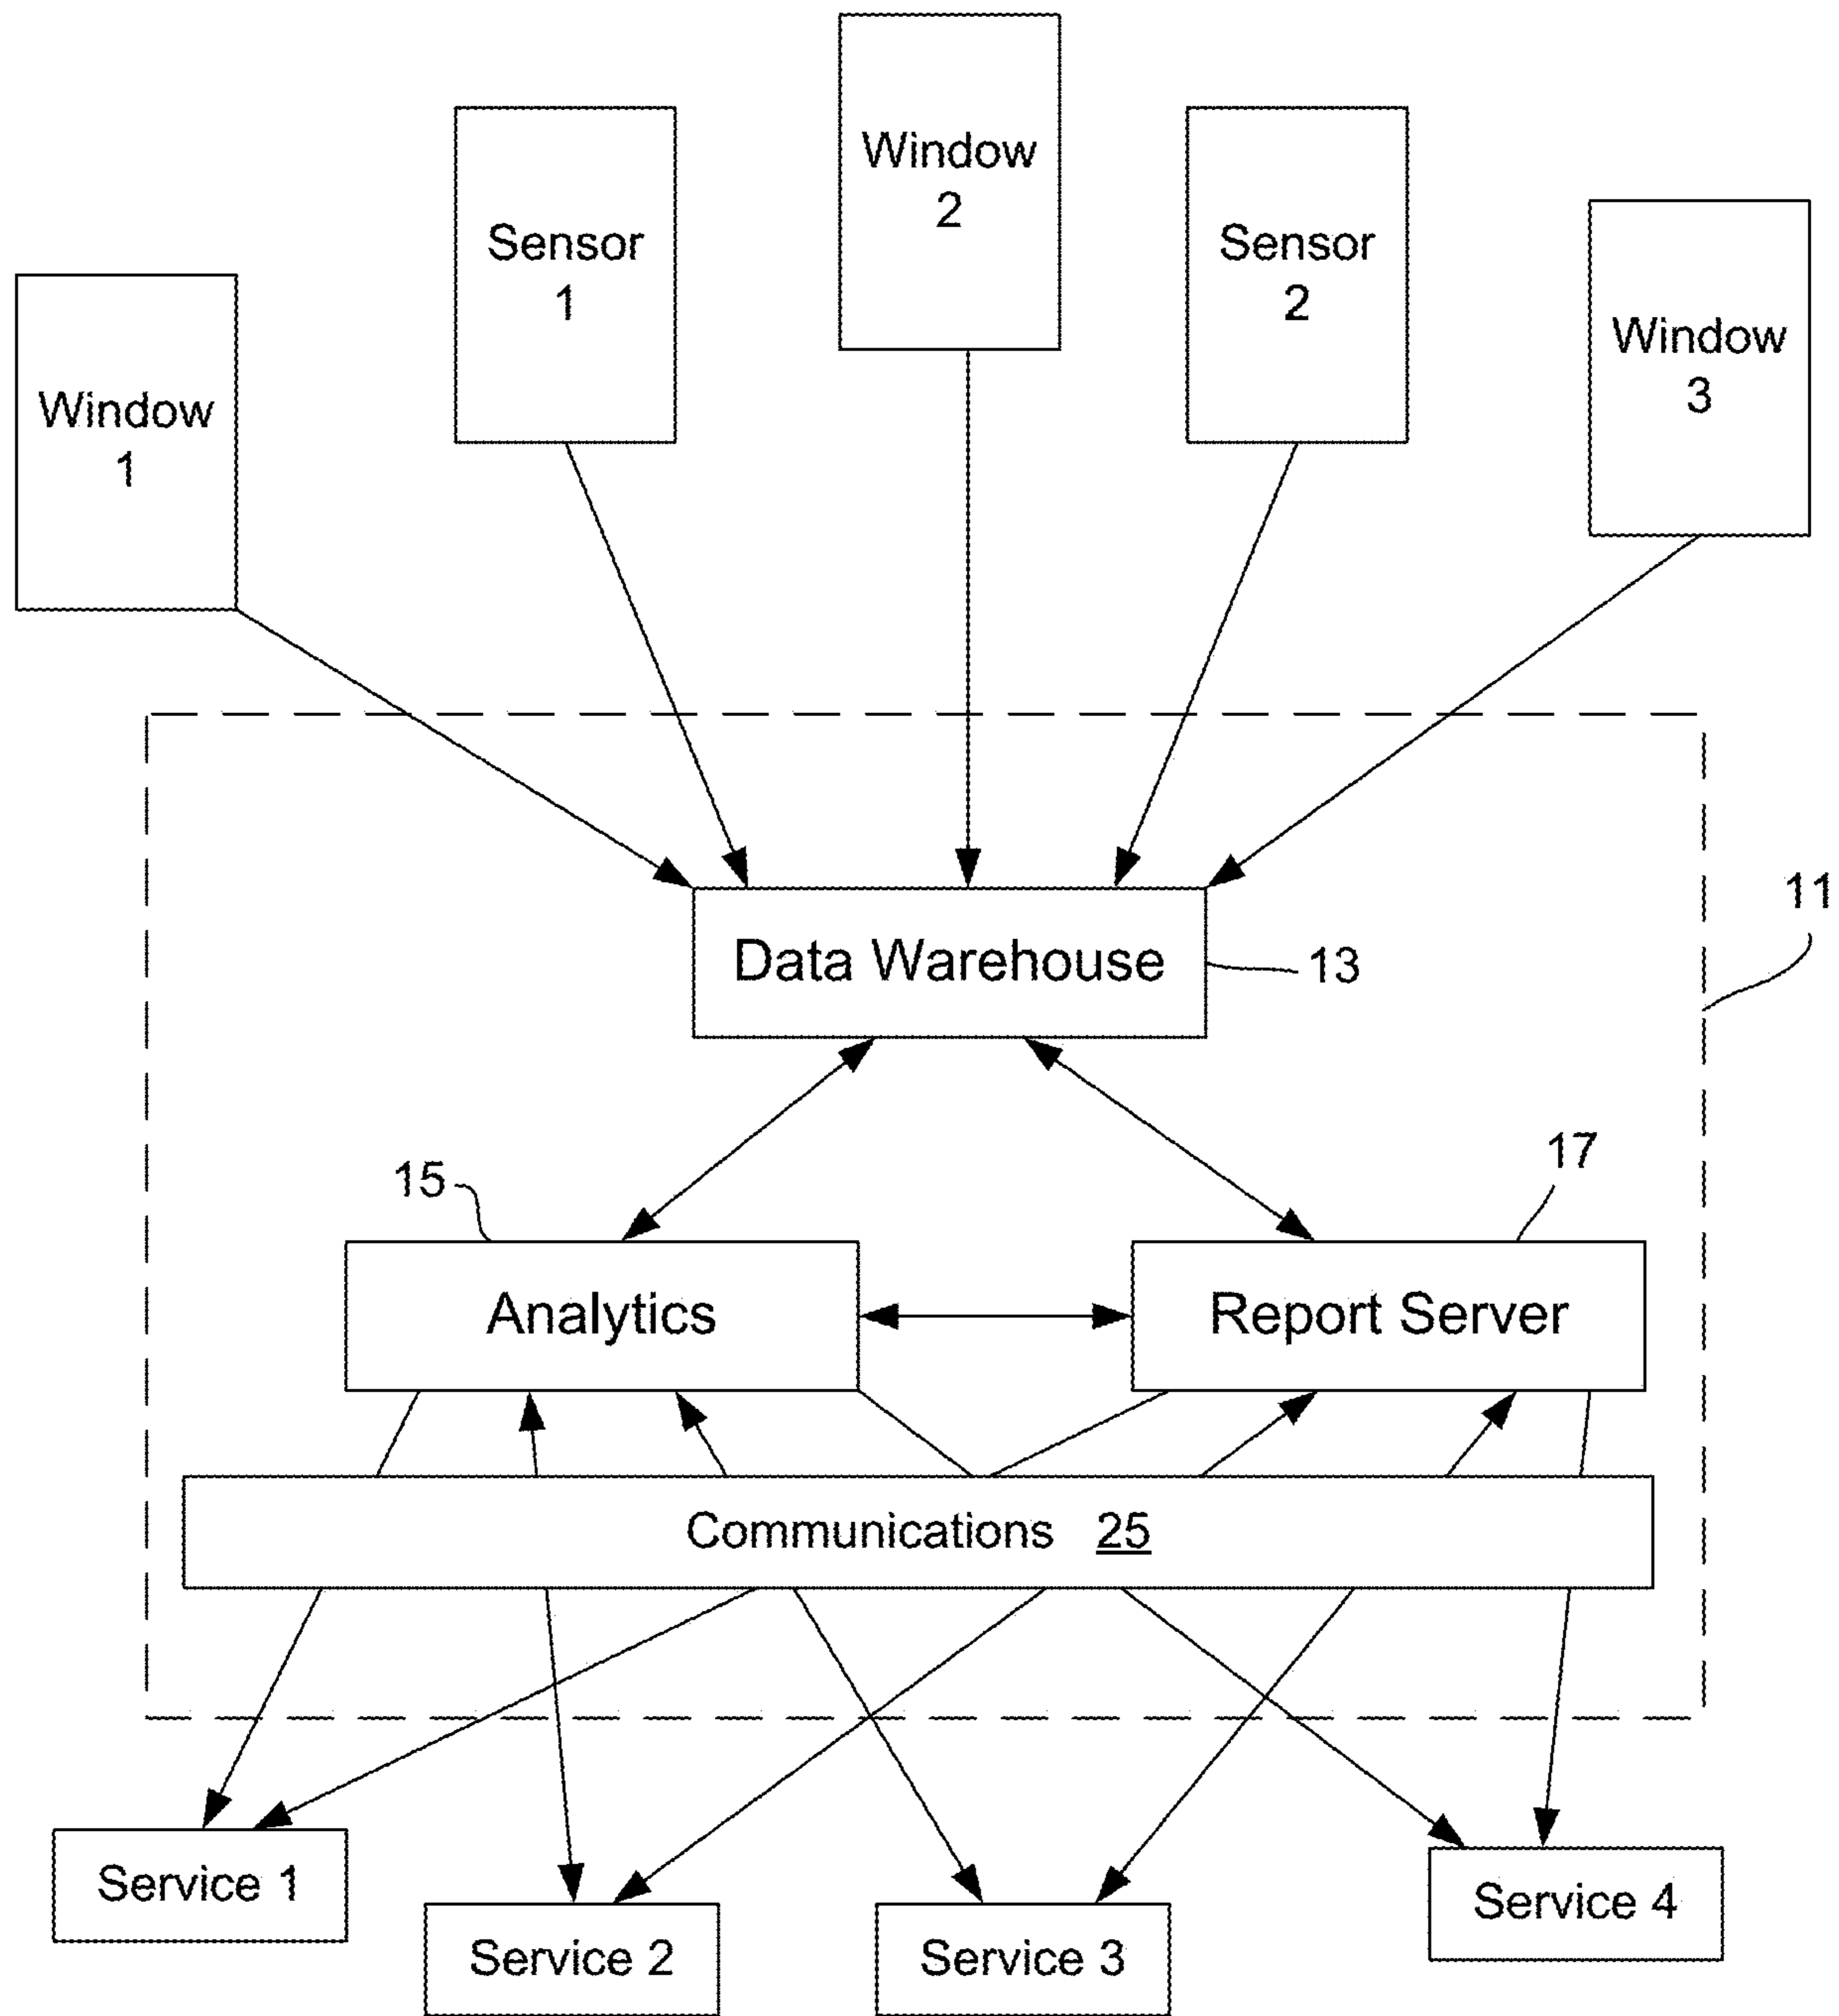 Window
2
Sensor
1
Sensor
2
Window
3
Window
1
11
Data Warehouse
13
15
17
Analytics
Report Server
Communications 25
Service 1
Service 4
Service 2
Service 3